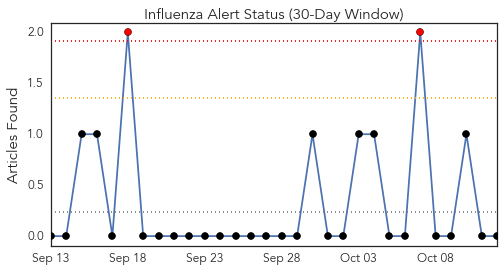 Influenza Alert Status (30-Day Window)
2.0
1.5
1.0
0.5
0.0
Articles Found
Sep 13 Sep 18 Sep 23 Sep 28 Oct 03 Oct 08